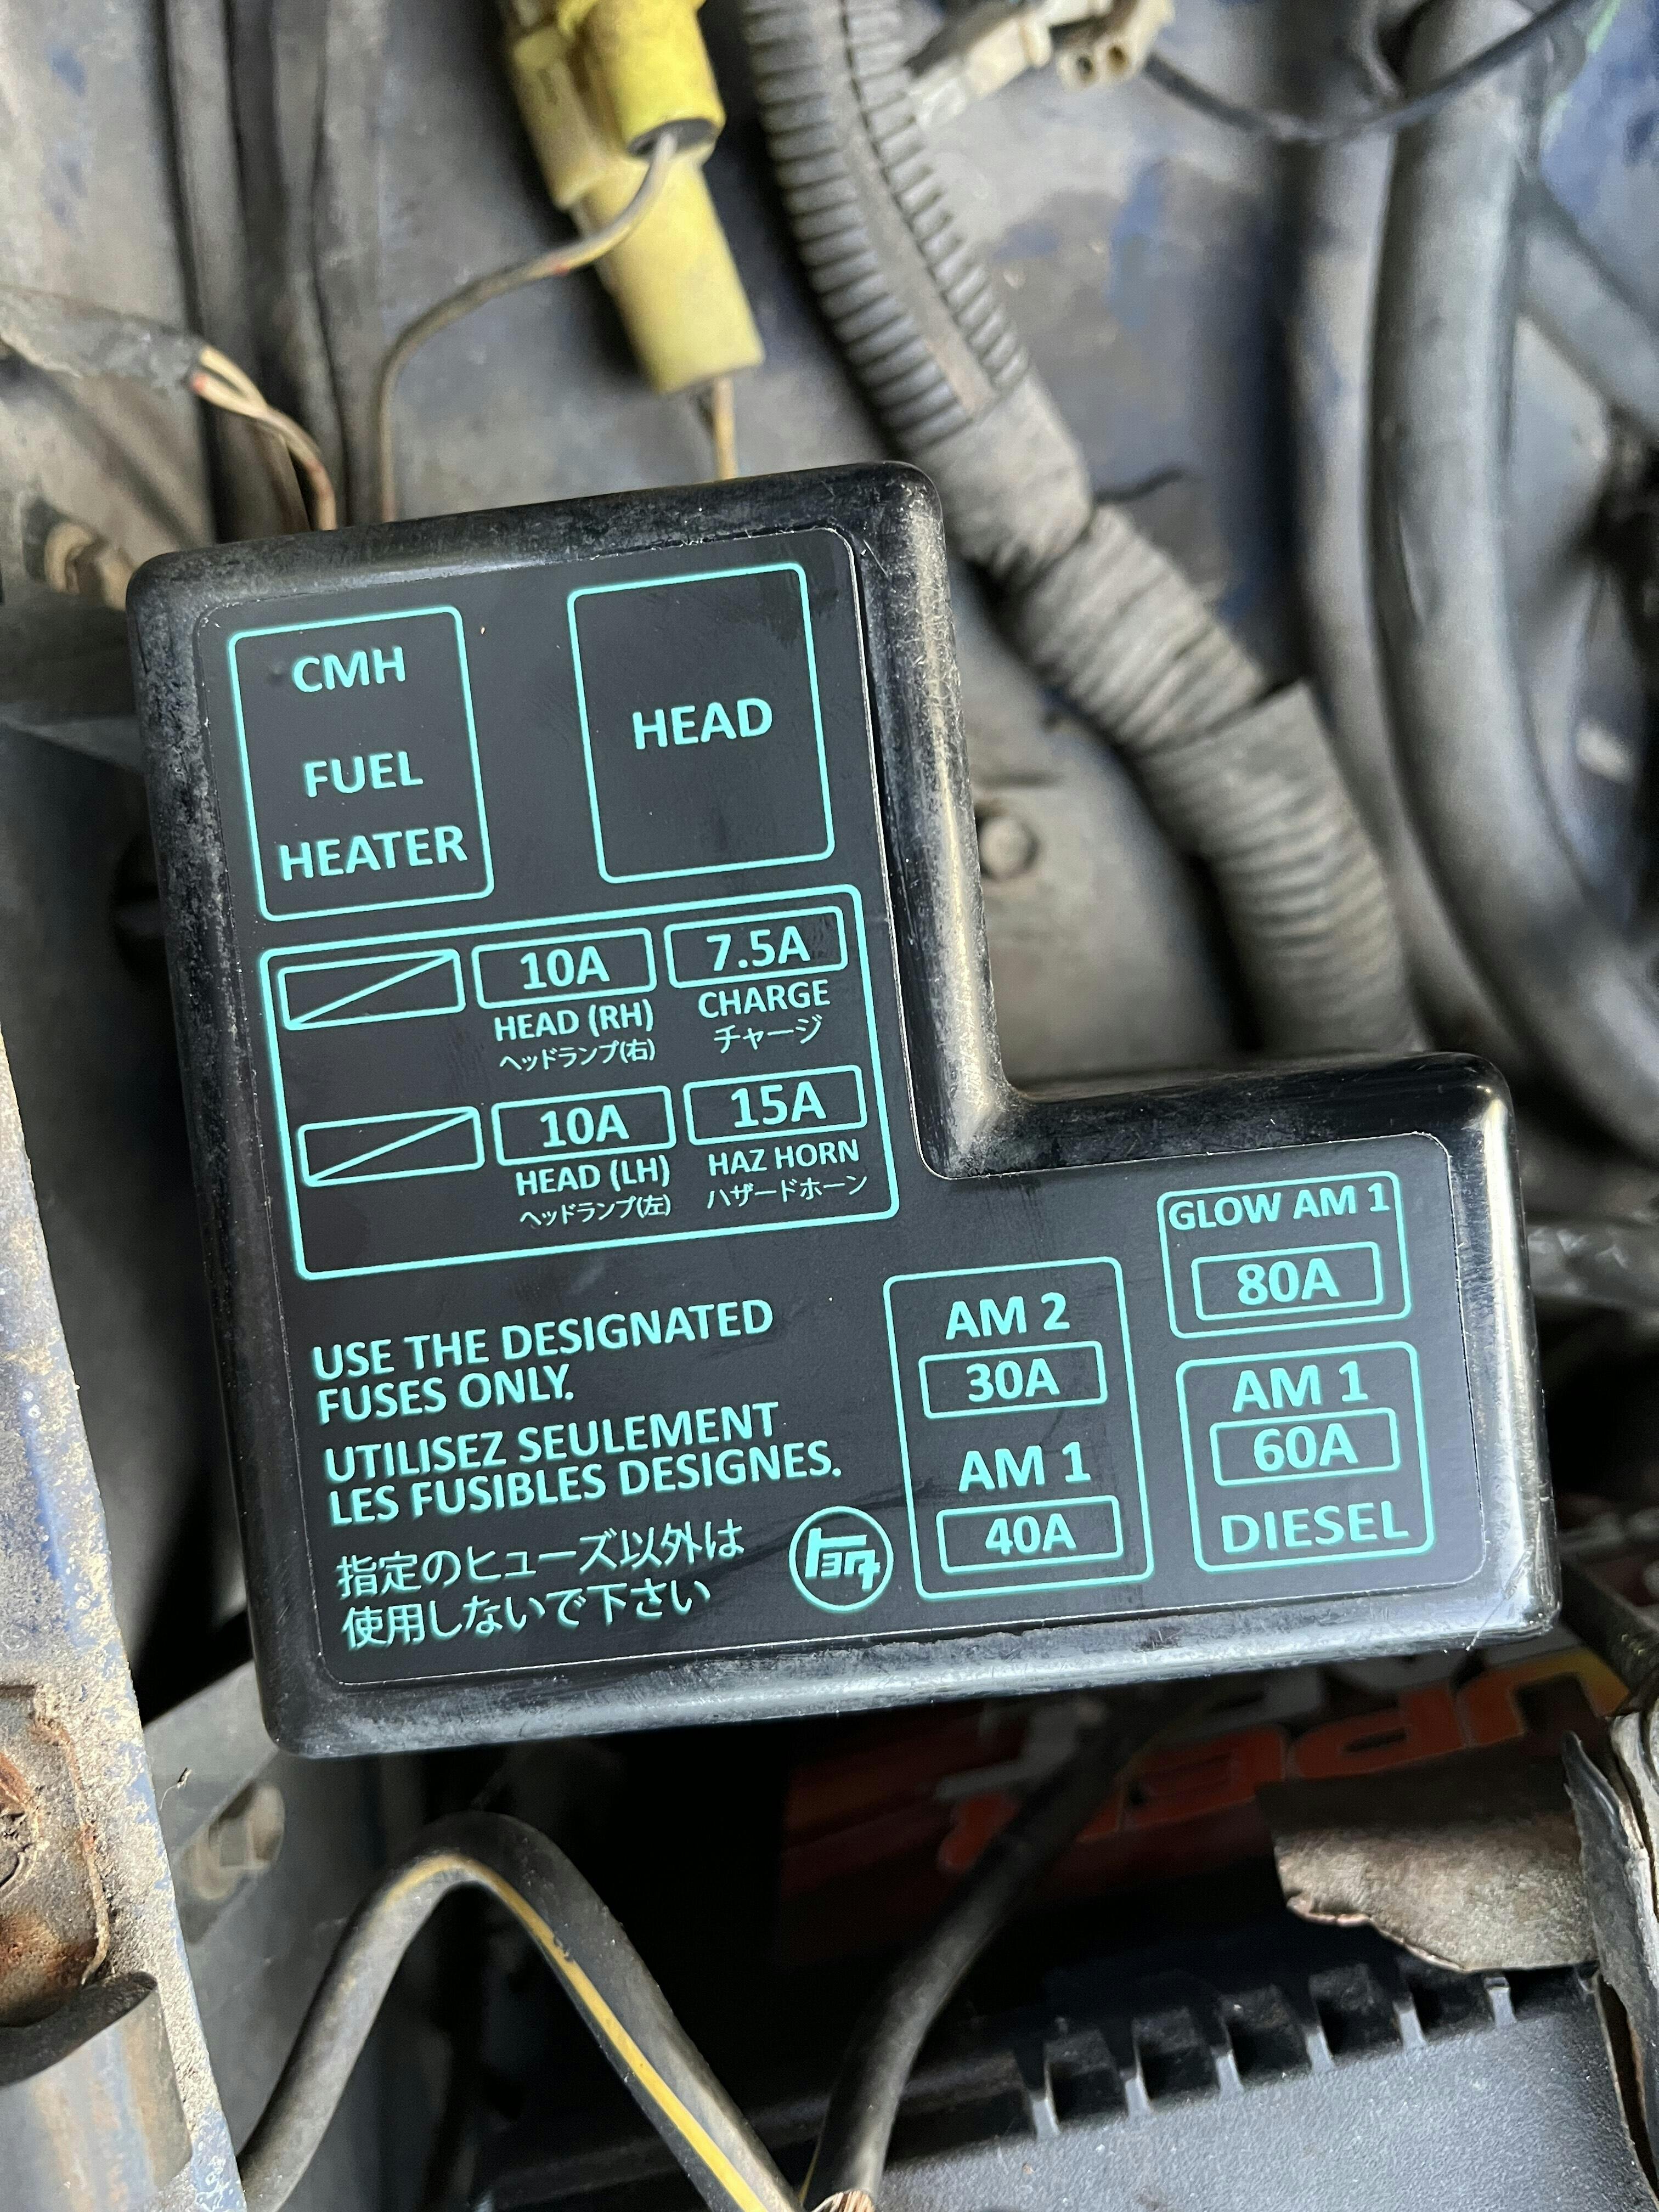 CMH
FUEL
HEATER
HEAD
10A
HEAD (RH)
ヘッドランプ(右)
7.5A
CHARGE
チャージ
10A
HEAD (LH)
ヘッドランプ(左)
15A
HAZ HORN
ハザードホーン
USE THE DESIGNATED
FUSES ONLY.
UTILISEZ SEULEMENT
LES FUSIBLES DESIGNES.
指定のヒューズ以外は
使用しないで下さい
トヨタ
AM 2
30A
AM 1
40A
GLOW AM 1
80A
AM 1
60A
DIESEL